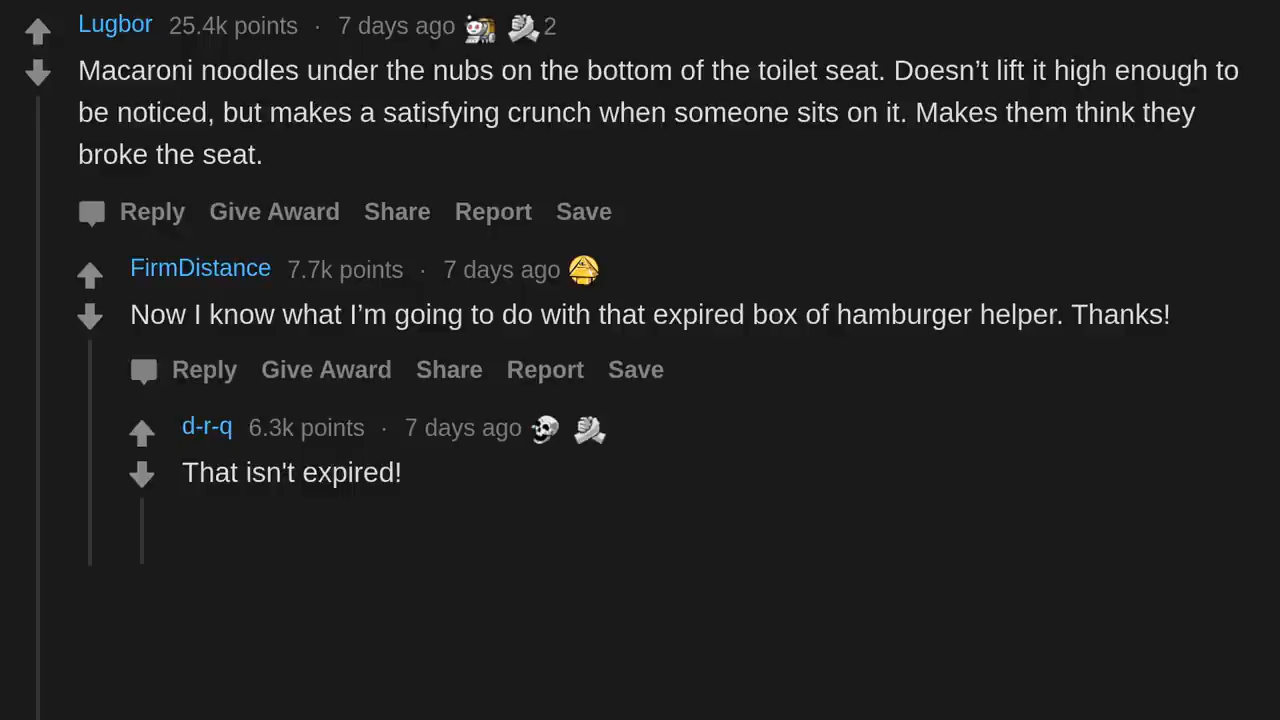 Lugbor 25.4k points · 7 days ago 2
Macaroni noodles under the nubs on the bottom of the toilet seat. Doesn’t lift it high enough to
be noticed, but makes a satisfying crunch when someone sits on it. Makes them think they
broke the seat.
Reply Give Award Share Report Save
FirmDistance 7.7k points · 7 days ago
Now I know what I’m going to do with that expired box of hamburger helper. Thanks!
Reply Give Award Share Report Save
d-r-q 6.3k points · 7 days ago
That isn't expired!